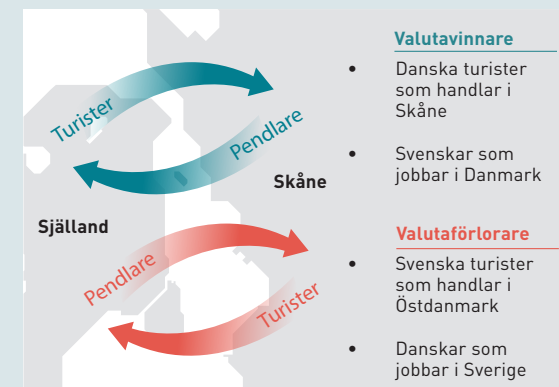 Turister
Pendlare
Skåne
Själland
Pendlare
Turister
Valutavinnare
• Danska turister
som handlar i
Skåne
• Svenskar som
jobbar i Danmark
Valutaförlorare
• Svenska turister
som handlar i
Östdanmark
• Danskar som
jobbar i Sverige